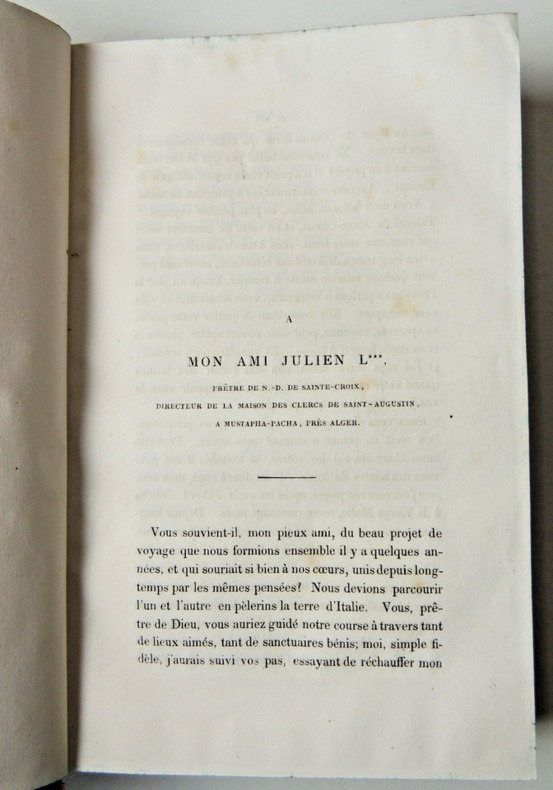 A
MON AMI JULIEN L***,
PRÊTRE DE N.-D. DE SAINTE-CROIX,
DIRECTEUR DE LA MAISON DES CLERCS DE SAINT-AUGUSTIN,
A MUSTAPHA-PACHA, PRÈS ALGER.
Vous souvient-il, mon pieux ami, du beau projet de
voyage que nous formions ensemble il y a quelques an-
nées, et qui souriait si bien à nos cœurs, unis depuis long-
temps par les mêmes pensées? Nous devions parcourir
l'un et l'autre en pèlerins la terre d'Italie. Vous, prê-
tre de Dieu, vous auriez guidé notre course à travers tant
de lieux aimés, tant de sanctuaires bénis; moi, simple fi-
dèle, j'aurais suivi vos pas, essayant de réchauffer mon